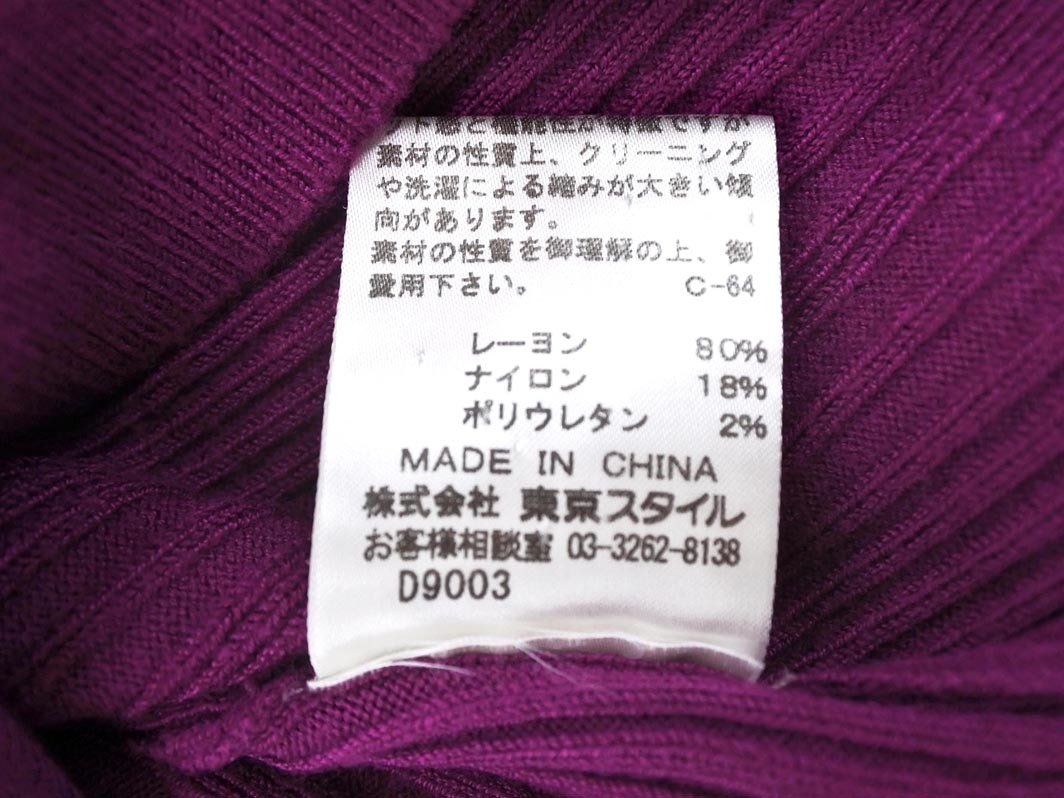 素材の性質上、クリーニング
や洗濯による縮みが大きい傾
向があります。
素材の性質を御理解の上、御
愛用下さい。 C-64
レーヨン 80%
ナイロン 18%
ポリウレタン 2%
MADE IN CHINA
株式会社 東京スタイル
お客様相談室 03-3262-8138
D9003